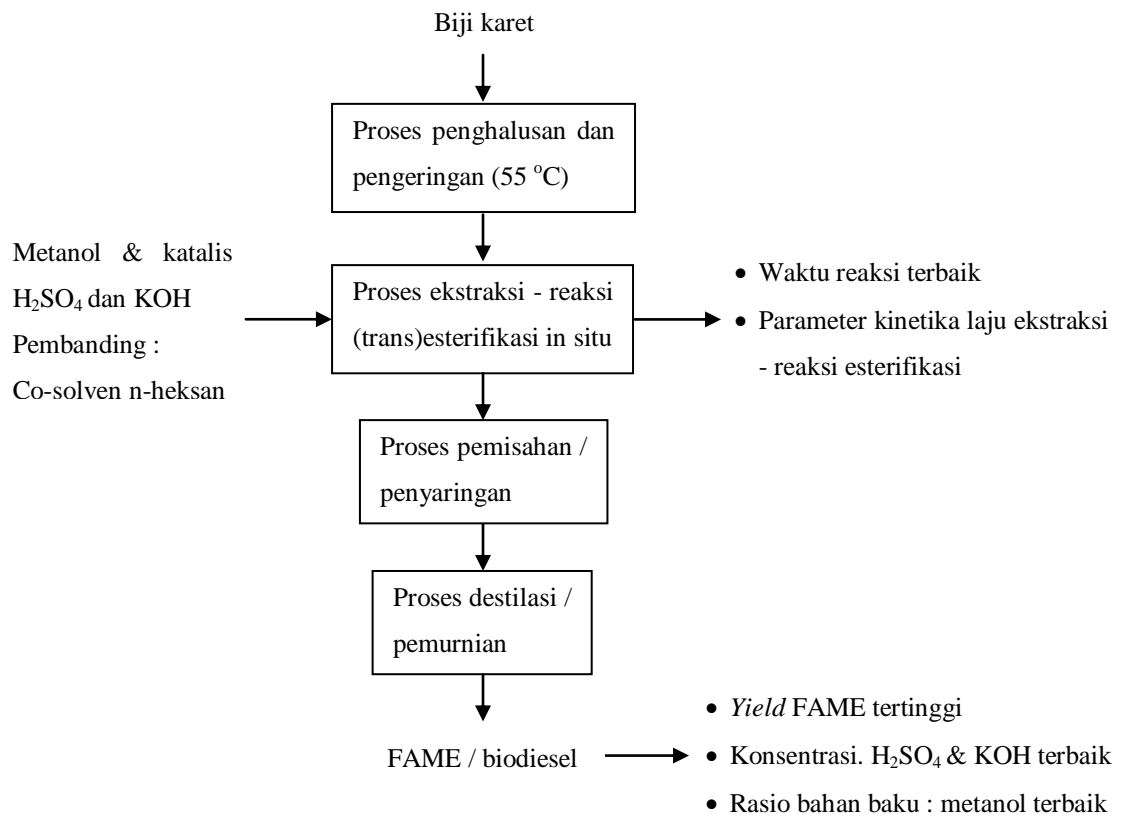 Biji karet
Proses penghalusan dan
pengeringan (55 °C)
Metanol & katalis
H₂SO₄ dan KOH
Pembanding :
Co-solven n-heksan
Proses ekstraksi - reaksi
(trans)esterifikasi in situ
• Waktu reaksi terbaik
• Parameter kinetika laju ekstraksi
- reaksi esterifikasi
Proses pemisahan /
penyaringan
Proses destilasi /
pemurnian
FAME / biodiesel
• Yield FAME tertinggi
• Konsentrasi. H₂SO₄ & KOH terbaik
• Rasio bahan baku : metanol terbaik